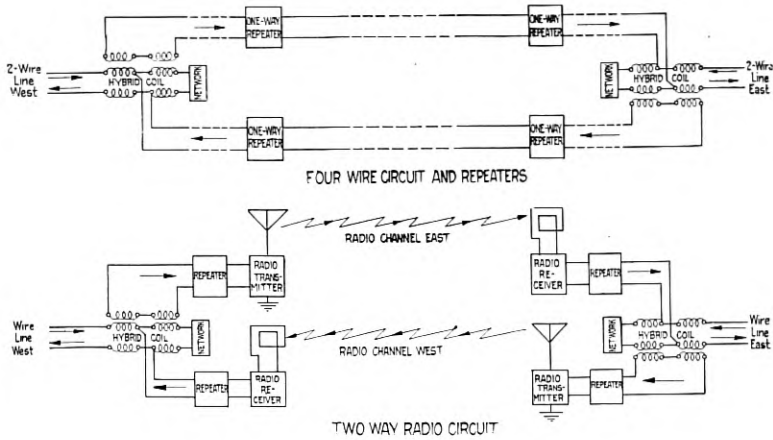 ONE-WAY
REPEATER
ONE-WAY
REPEATER
2-Wire
Line
West
HYBRID COIL
NETWORK
NETWORK
HYBRID COIL
2-Wire
Line
East
ONE-WAY
REPEATER
ONE-WAY
REPEATER
FOUR WIRE CIRCUIT AND REPEATERS
RADIO CHANNEL EAST
REPEATER
RADIO
TRANS-
MITTER
RADIO
RE-
CEIVER
REPEATER
Wire
Line
West
HYBRID COIL
NETWORK
NETWORK
HYBRID COIL
Wire
Line
East
RADIO CHANNEL WEST
REPEATER
RADIO
RE-
CEIVER
RADIO
TRANS-
MITTER
REPEATER
TWO WAY RADIO CIRCUIT